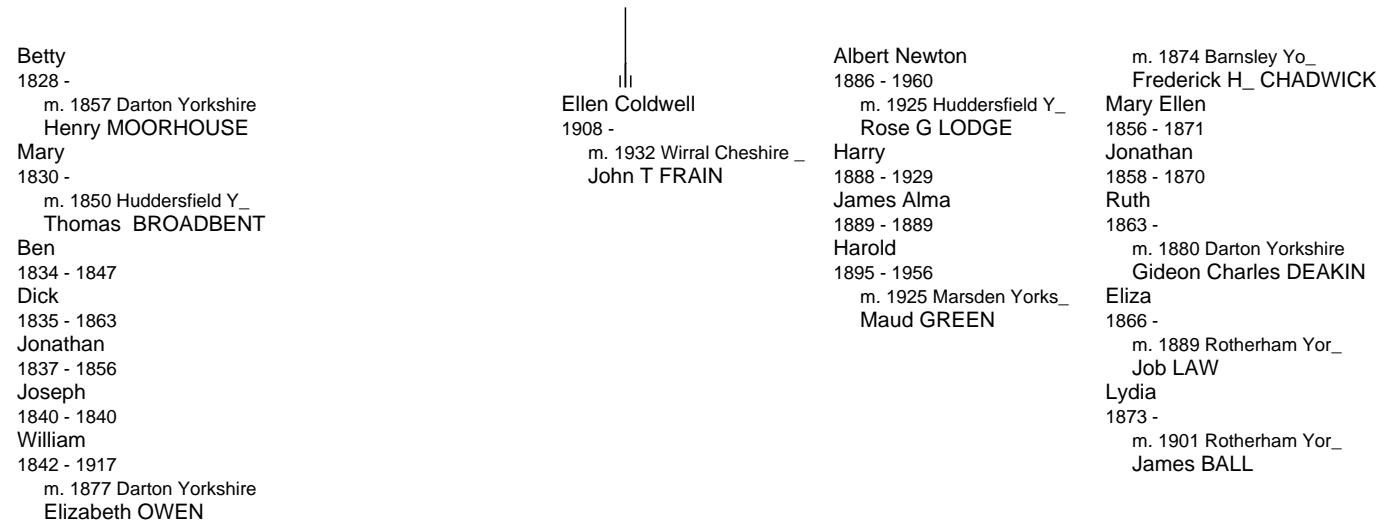 Betty
1828 -
m. 1857 Darton Yorkshire
Henry MOORHOUSE
Mary
1830 -
m. 1850 Huddersfield Y_
Thomas  BROADBENT
Ben
1834 - 1847
Dick
1835 - 1863
Jonathan
1837 - 1856
Joseph
1840 - 1840
William
1842 - 1917
m. 1877 Darton Yorkshire
Elizabeth OWEN
Ellen Coldwell
1908 -
m. 1932 Wirral Cheshire _
John T FRAIN
Albert Newton
1886 - 1960
m. 1925 Huddersfield Y_
Rose G LODGE
Harry
1888 - 1929
James Alma
1889 - 1889
Harold
1895 - 1956
m. 1925 Marsden Yorks_
Maud GREEN
m. 1874 Barnsley Yo_
Frederick H_ CHADWICK
Mary Ellen
1856 - 1871
Jonathan
1858 - 1870
Ruth
1863 -
m. 1880 Darton Yorkshire
Gideon Charles DEAKIN
Eliza
1866 -
m. 1889 Rotherham Yor_
Job LAW
Lydia
1873 -
m. 1901 Rotherham Yor_
James BALL